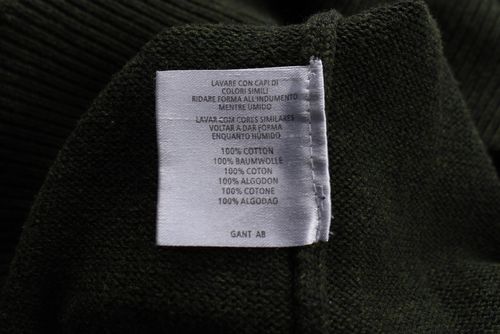 LAVARE CON CAPI DI
COLORI SIMILI
RIDARE FORMA ALL'INDUMENTO
MENTRE UMIDO
LAVAR COM CORES SIMILARES
VOLTAR A DAR FORMA
ENQUANTO HÚMIDO
100% COTTON
100% BAUMWOLLE
100% COTON
100% ALGODON
100% COTONE
100% ALGODAO
GANT AB